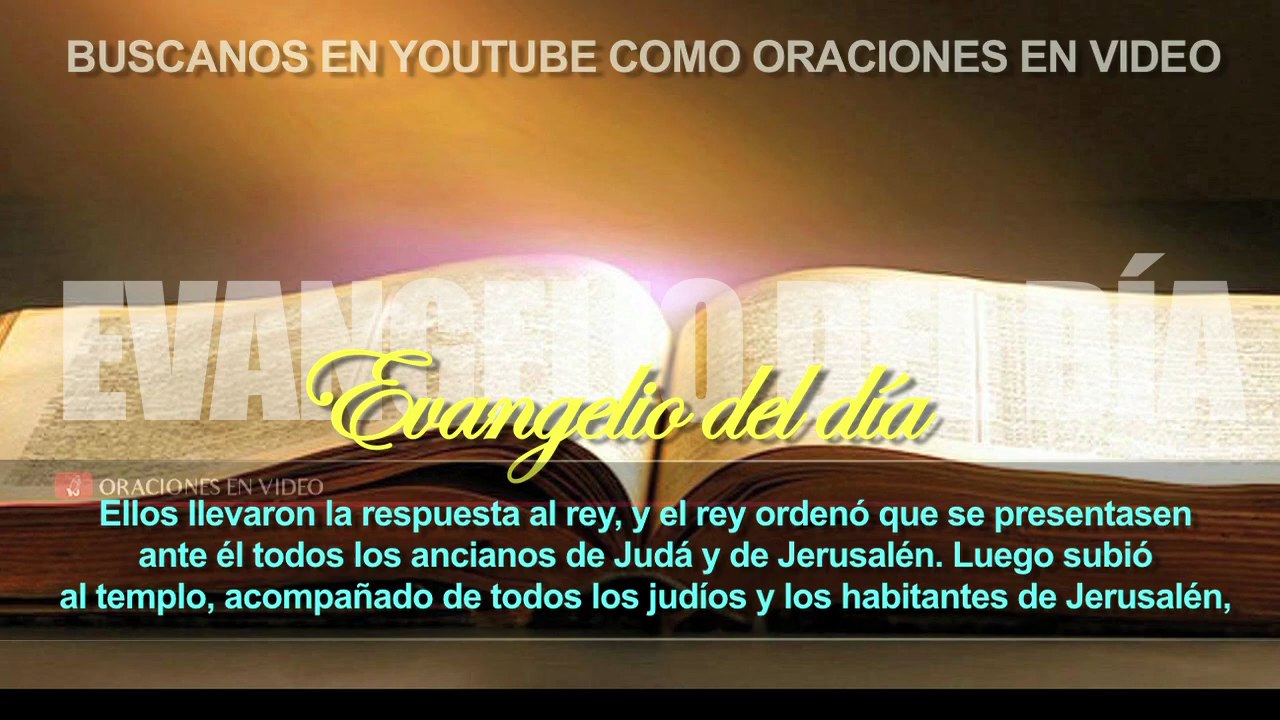 BUSCANOS EN YOUTUBE COMO ORACIONES EN VIDEO
EVANGELIO DEL DÍA
Evangelio del día
ORACIONES EN VIDEO
Ellos llevaron la respuesta al rey, y el rey ordenó que se presentasen
ante él todos los ancianos de Judá y de Jerusalén. Luego subió
al templo, acompañado de todos los judíos y los habitantes de Jerusalén,